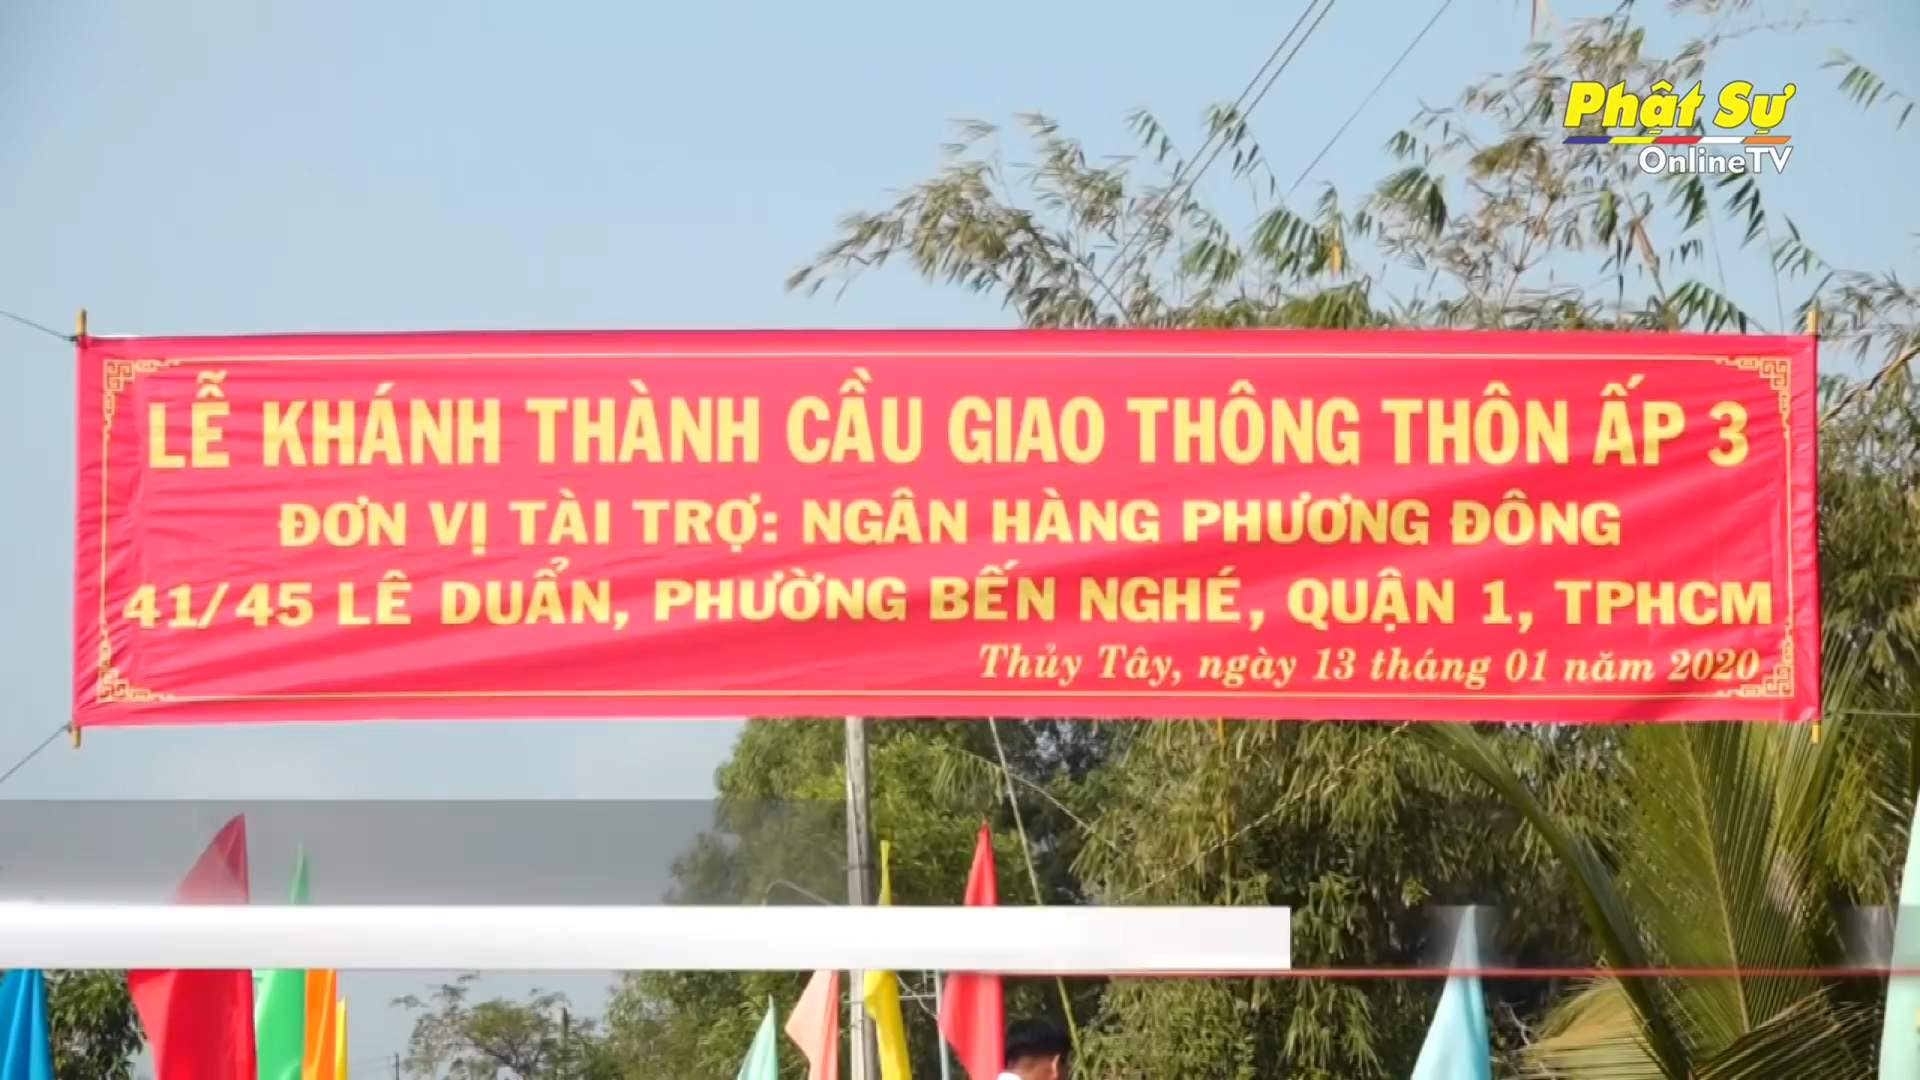 Phật Sự
OnlineTV
LỄ KHÁNH THÀNH CẦU GIAO THÔNG THÔN ẤP 3
ĐƠN VỊ TÀI TRỢ: NGÂN HÀNG PHƯƠNG ĐÔNG
41/45 LÊ DUẨN, PHƯỜNG BẾN NGHÉ, QUẬN 1, TPHCM
Thủy Tây, ngày 13 tháng 01 năm 2020